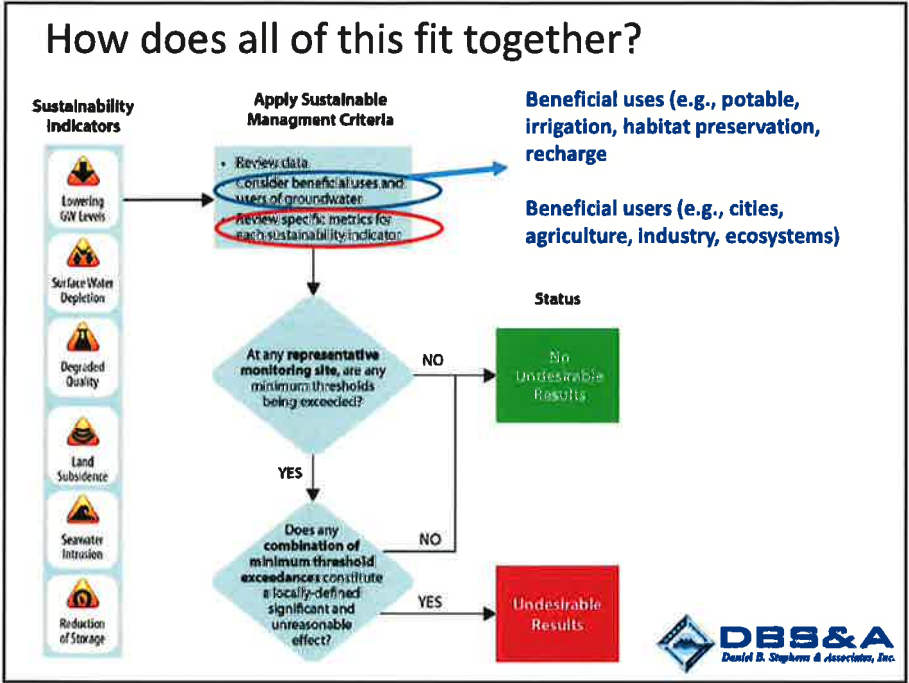 How does all of this fit together?
Sustainability
Indicators
Lowering
GW Levels
Surface Water
Depletion
Degraded
Quality
Land
Subsidence
Seawater
Intrusion
Reduction
of Storage
Apply Sustainable
Managment Criteria
• Review data
Consider beneficial uses and
users of groundwater
• Review specific metrics for
each sustainability indicator
Beneficial uses (e.g., potable,
irrigation, habitat preservation,
recharge
Beneficial users (e.g., cities,
agriculture, industry, ecosystems)
At any representative
monitoring site, are any
minimum thresholds
being exceeded?
NO
YES
Does any
combination of
minimum threshold
exceedances constitute
a locally-defined
significant and
unreasonable
effect?
NO
YES
Status
No
Undesirable
Results
Undesirable
Results
DBS&A
Daniel B. Stephens & Associates, Inc.